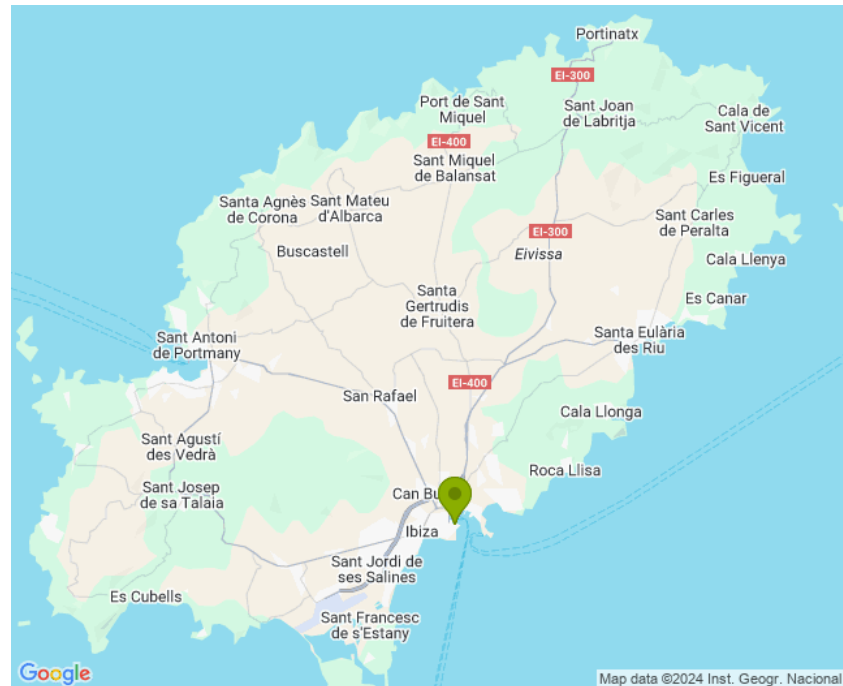 Portinatx
EI-300
Port de Sant
Miquel
Sant Joan
de Labritja
Cala de
Sant Vicent
EI-400
Sant Miquel
de Balansat
Es Figueral
Santa Agnès
de Corona
Sant Mateu
d'Albarca
Sant Carles
de Peralta
EI-300
Buscastell
Eivissa
Cala Llenya
Santa
Gertrudis
de Fruitera
Es Canar
Sant Antoni
de Portmany
Santa Eulària
des Riu
EI-400
San Rafael
Cala Llonga
Sant Agustí
des Vedrà
Roca Llisa
Sant Josep
de sa Talaia
Can Bu
Ibiza
Sant Jordi de
ses Salines
Es Cubells
Sant Francesc
de s'Estany
Google
Map data ©2024 Inst. Geogr. Nacional